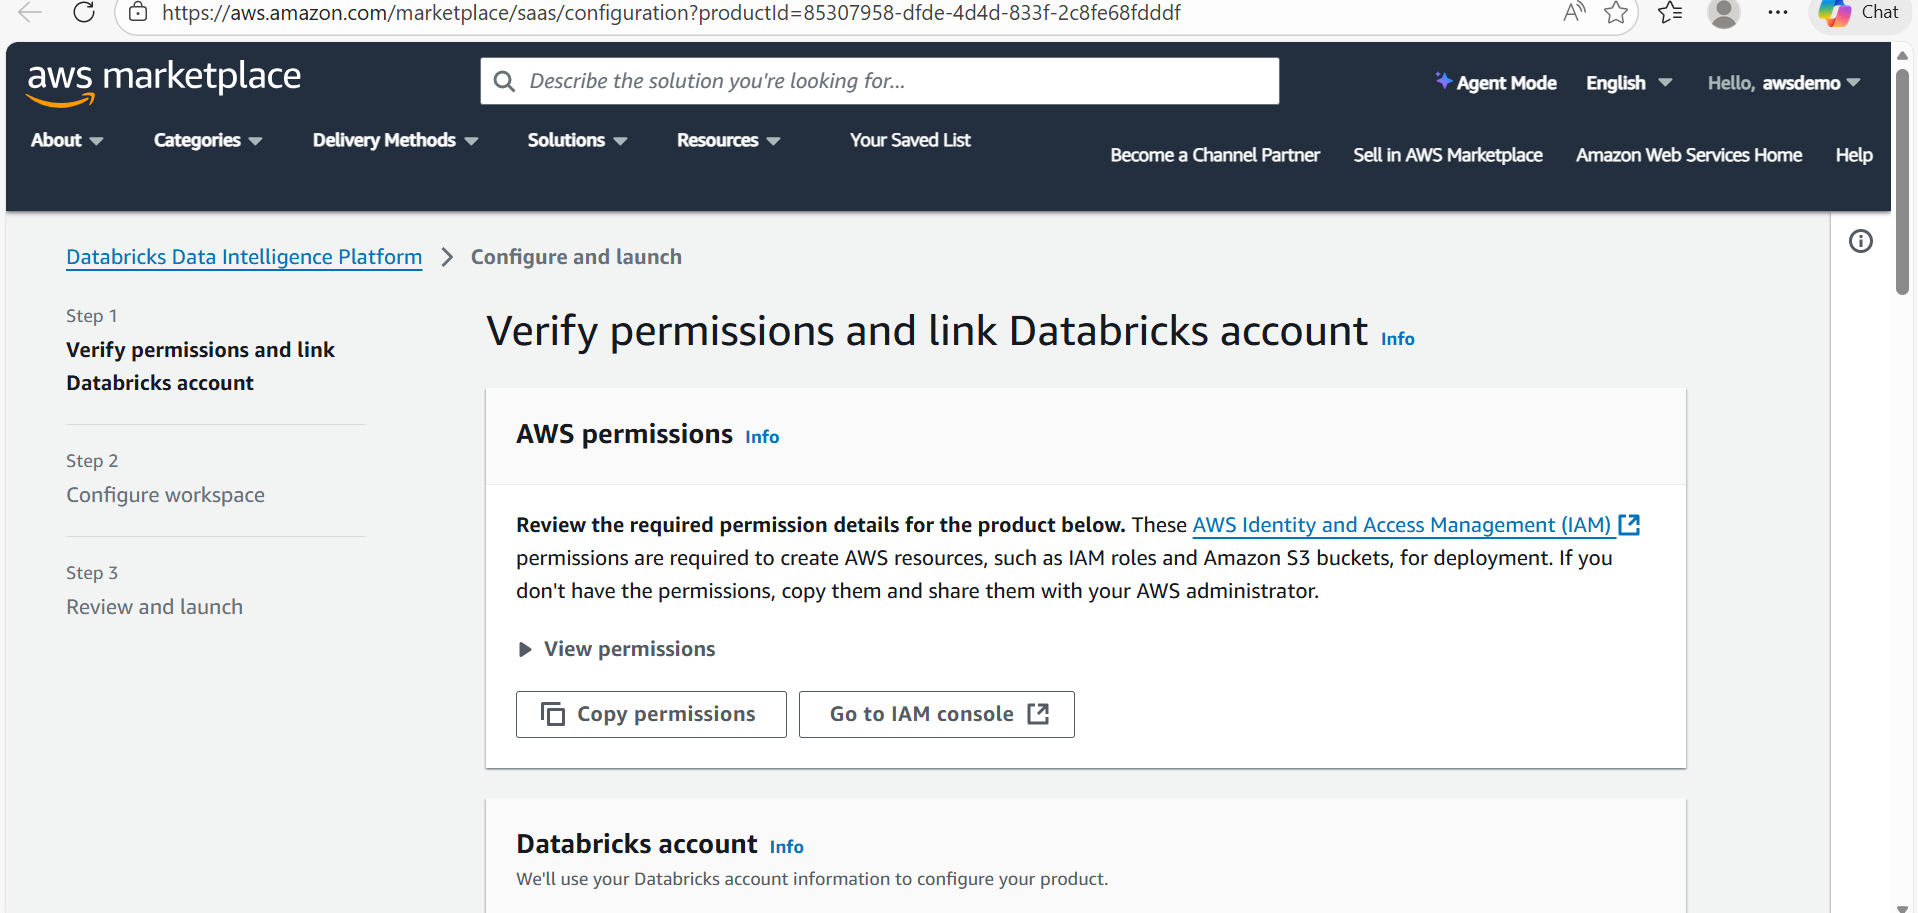 https://aws.amazon.com/marketplace/saas/configuration?productId=85307958-dfde-4d4d-833f-2c8fe68fdddf
Chat
aws marketplace
Describe the solution you're looking for...
Agent Mode
English
Hello, awsdemo
About
Categories
Delivery Methods
Solutions
Resources
Your Saved List
Become a Channel Partner
Sell in AWS Marketplace
Amazon Web Services Home
Help
Databricks Data Intelligence Platform
Configure and launch
Step 1
Verify permissions and link
Databricks account
Step 2
Configure workspace
Step 3
Review and launch
Verify permissions and link Databricks account Info
AWS permissions Info
Review the required permission details for the product below. These AWS Identity and Access Management (IAM)
permissions are required to create AWS resources, such as IAM roles and Amazon S3 buckets, for deployment. If you
don't have the permissions, copy them and share them with your AWS administrator.
View permissions
Copy permissions
Go to IAM console
Databricks account Info
We'll use your Databricks account information to configure your product.